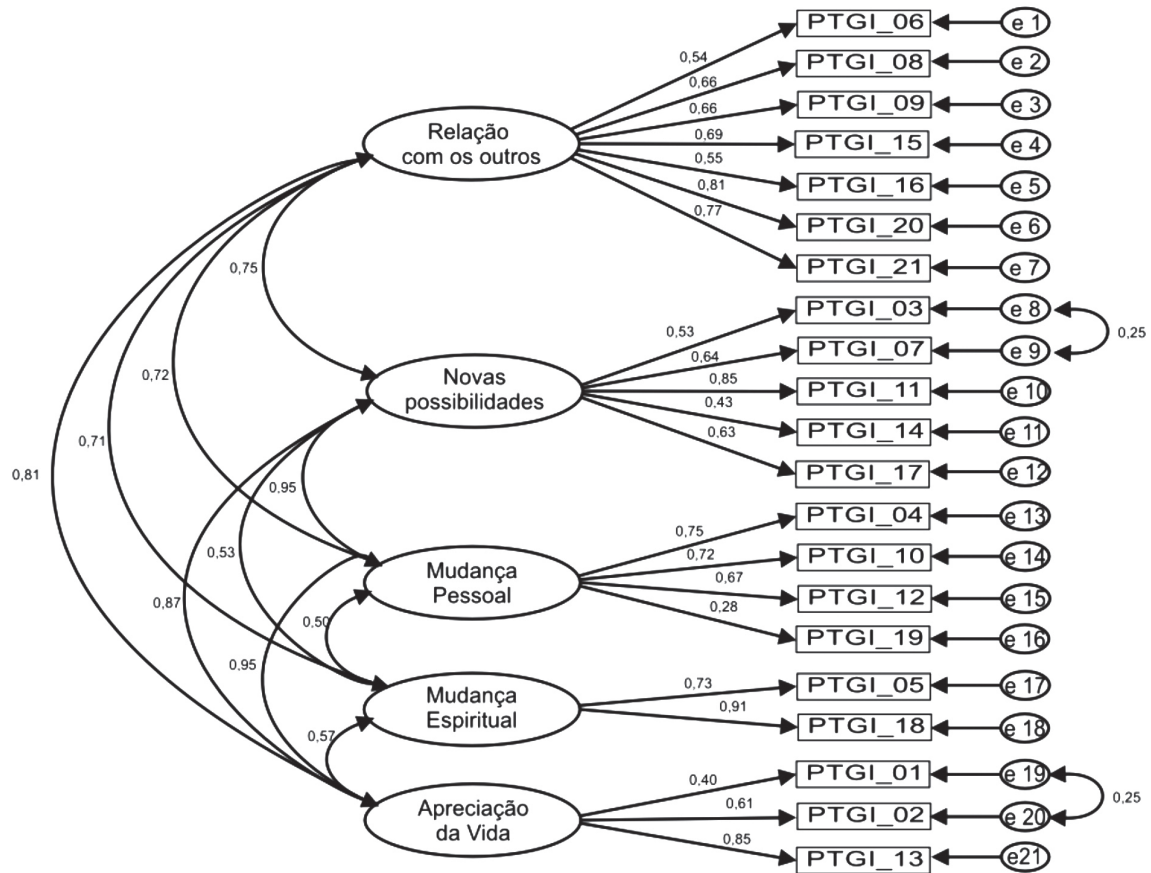 PTGI_06 e 1
0,54
PTGI_08 e 2
0,66
PTGI_09 e 3
0,66
Relação
com os outros
0,69
PTGI_15 e 4
0,55
PTGI_16 e 5
0,81
PTGI_20 e 6
0,77
PTGI_21 e 7
0,75
PTGI_03 e 8
0,53
0,25
PTGI_07 e 9
0,64
Novas
possibilidades
0,72
0,85
PTGI_11 e 10
0,43
PTGI_14 e 11
0,63
0,71
PTGI_17 e 12
0,81
0,95
PTGI_04 e 13
0,75
0,53
PTGI_10 e 14
0,72
Mudança
Pessoal
0,67
PTGI_12 e 15
0,87
0,50
0,28
PTGI_19 e 16
0,95
PTGI_05 e 17
0,73
Mudança
Espiritual
0,91
PTGI_18 e 18
0,57
PTGI_01 e 19
0,40
0,25
Apreciação
da Vida
0,61
PTGI_02 e 20
0,85
PTGI_13 e21